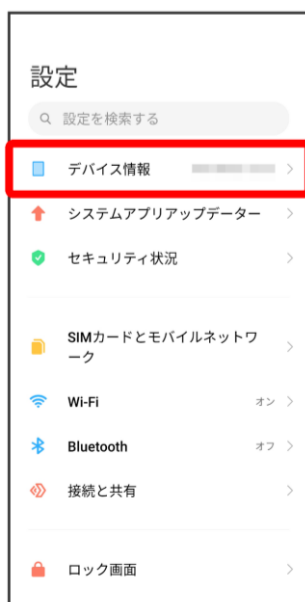 設定
設定を検索する
デバイス情報
システムアプリアップデーター
セキュリティ状況
SIMカードとモバイルネットワ
ーク
Wi-Fi オン
Bluetooth オフ
接続と共有
ロック画面